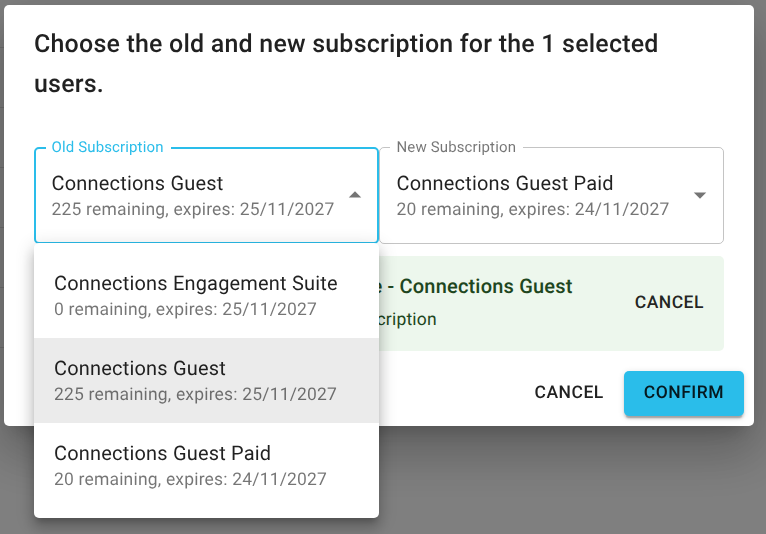 Choose the old and new subscription for the 1 selected
users.
Old Subscription
Connections Guest
225 remaining, expires: 25/11/2027
New Subscription
Connections Guest Paid
20 remaining, expires: 24/11/2027
Connections Engagement Suite
0 remaining, expires: 25/11/2027
Connections Guest
225 remaining, expires: 25/11/2027
Connections Guest Paid
20 remaining, expires: 24/11/2027
- Connections Guest
CANCEL
CANCEL
CONFIRM